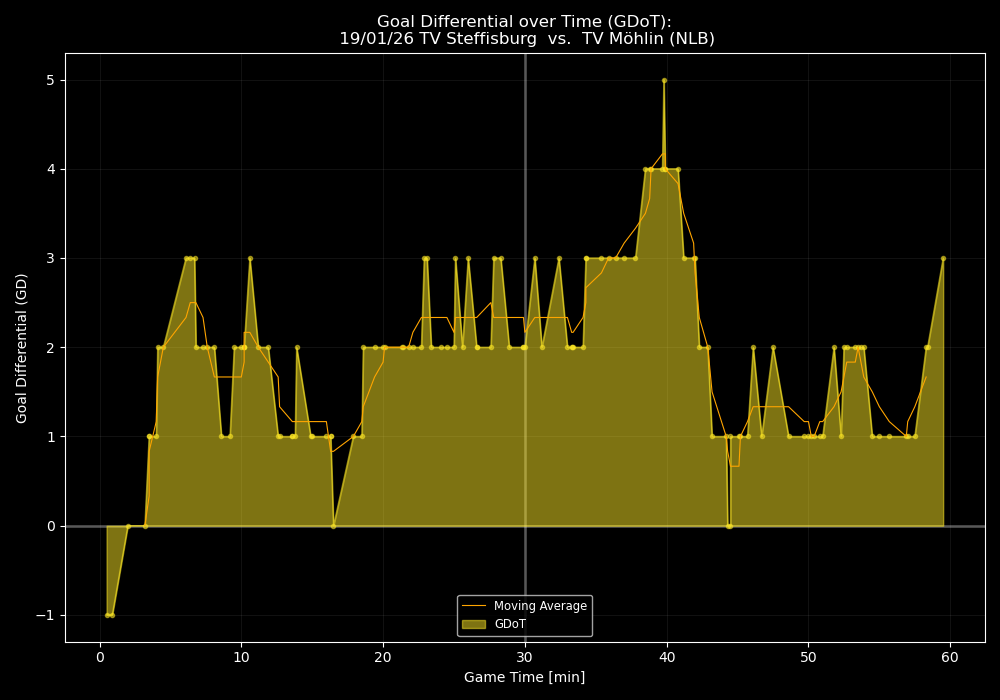 Goal Differential over Time (GDoT):
19/01/26 TV Steffisburg  vs.  TV Möhlin (NLB)
Goal Differential (GD)
5
4
3
2
1
0
−1
0 10 20 30 40 50 60
Game Time [min]
Moving Average
GDoT